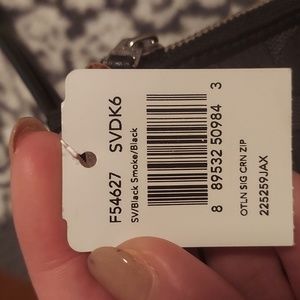 F54627 SVDK6
SV/Black Smoke/Black
8 89532 50984 3
OTLN SIG CRN ZIP
225259JAX